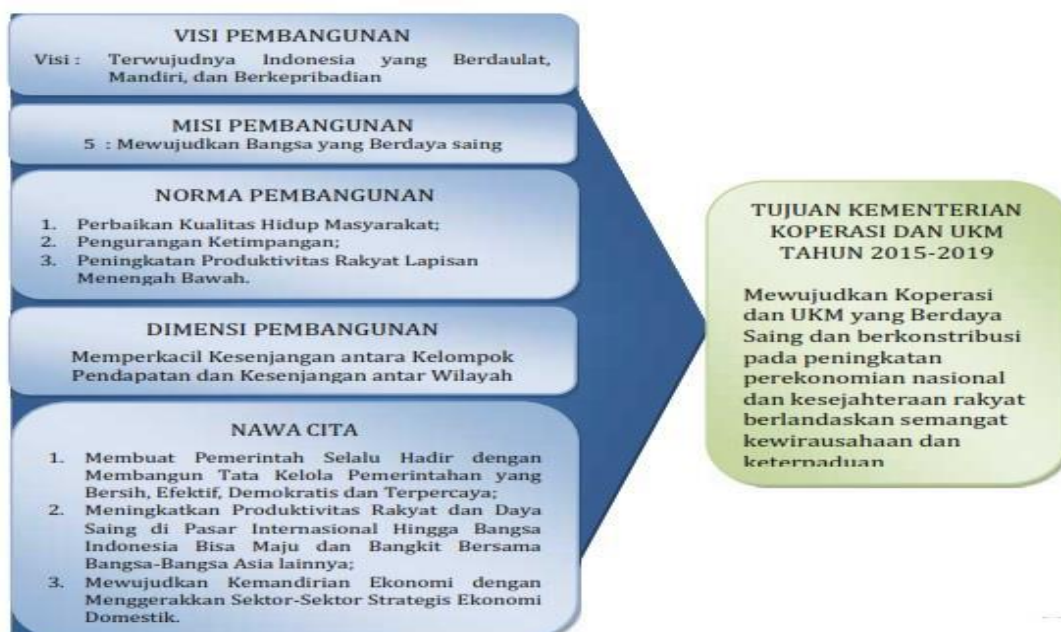 VISI PEMBANGUNAN
Visi : Terwujudnya Indonesia yang Berdaulat,
Mandiri, dan Berkepribadian
MISI PEMBANGUNAN
5 : Mewujudkan Bangsa yang Berdaya saing
NORMA PEMBANGUNAN
1. Perbaikan Kualitas Hidup Masyarakat;
2. Pengurangan Ketimpangan;
3. Peningkatan Produktivitas Rakyat Lapisan
Menengah Bawah.
DIMENSI PEMBANGUNAN
Memperkacil Kesenjangan antara Kelompok
Pendapatan dan Kesenjangan antar Wilayah
NAWA CITA
1. Membuat Pemerintah Selalu Hadir dengan
Membangun Tata Kelola Pemerintahan yang
Bersih, Efektif, Demokratis dan Terpercaya;
2. Meningkatkan Produktivitas Rakyat dan Daya
Saing di Pasar Internasional Hingga Bangsa
Indonesia Bisa Maju dan Bangkit Bersama
Bangsa-Bangsa Asia lainnya;
3. Mewujudkan Kemandirian Ekonomi dengan
Menggerakkan Sektor-Sektor Strategis Ekonomi
Domestik.
TUJUAN KEMENTERIAN
KOPERASI DAN UKM
TAHUN 2015-2019
Mewujudkan Koperasi
dan UKM yang Berdaya
Saing dan berkonstribusi
pada peningkatan
perekonomian nasional
dan kesejahteraan rakyat
berlandaskan semangat
kewirausahaan dan
keterpaduan